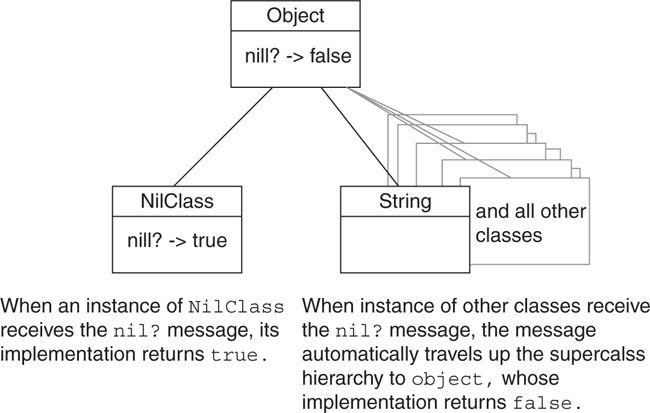 Object
nill? -> false
NilClass
nill? -> true
String
and all other
classes
When an instance of NilClass
receives the nil? message, its
implementation returns true.
When instance of other classes receive
the nil? message, the message
automatically travels up the supercalss
hierarchy to object, whose
implementation returns false.